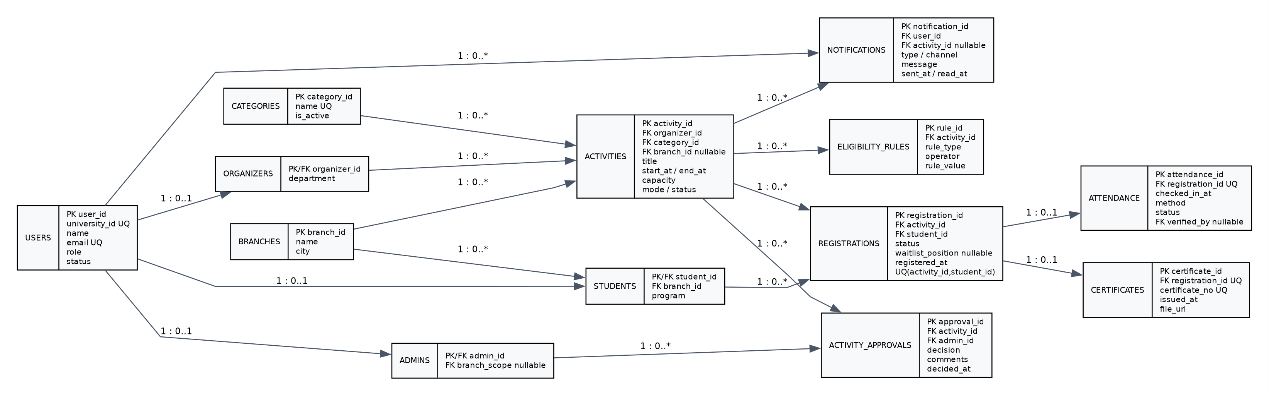 USERS
PK user_id
university_id UQ
name
email UQ
role
status
1 : 0..*
1 : 0..1
1 : 0..1
1 : 0..1
CATEGORIES
PK category_id
name UQ
is_active
ORGANIZERS
PK/FK organizer_id
department
BRANCHES
PK branch_id
name
city
ADMINS
PK/FK admin_id
FK branch_scope nullable
1 : 0..*
1 : 0..*
1 : 0..*
1 : 0..*
1 : 0..*
ACTIVITIES
PK activity_id
FK organizer_id
FK category_id
FK branch_id nullable
title
start_at / end_at
capacity
mode / status
STUDENTS
PK/FK student_id
FK branch_id
program
1 : 0..*
1 : 0..*
1 : 0..*
1 : 0..*
1 : 0..*
NOTIFICATIONS
PK notification_id
FK user_id
FK activity_id nullable
type / channel
message
sent_at / read_at
ELIGIBILITY_RULES
PK rule_id
FK activity_id
rule_type
operator
rule_value
REGISTRATIONS
PK registration_id
FK activity_id
FK student_id
status
waitlist_position nullable
registered_at
UQ(activity_id,student_id)
ACTIVITY_APPROVALS
PK approval_id
FK activity_id
FK admin_id
decision
comments
decided_at
1 : 0..1
1 : 0..1
ATTENDANCE
PK attendance_id
FK registration_id UQ
checked_in_at
method
status
FK verified_by nullable
CERTIFICATES
PK certificate_id
FK registration_id UQ
certificate_no UQ
issued_at
file_url